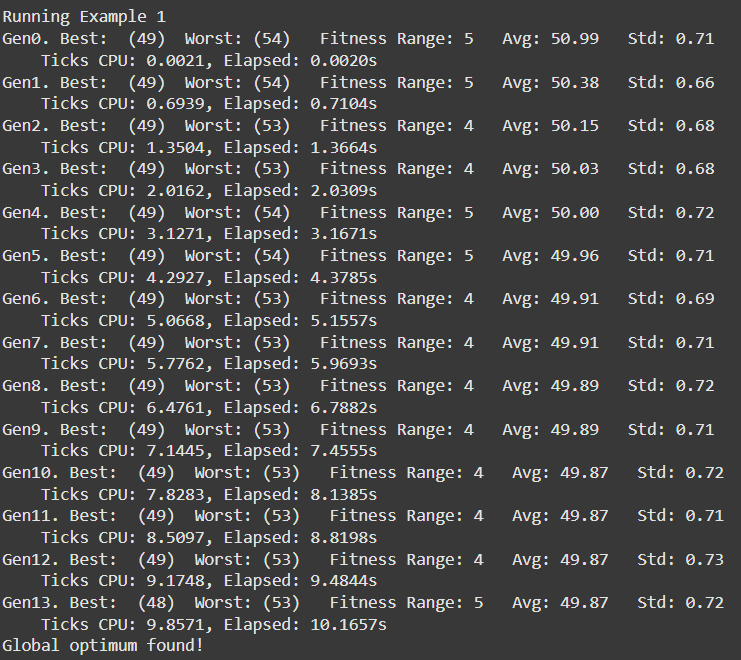 Running Example 1
Gen0. Best:  (49)  Worst: (54)   Fitness Range: 5   Avg: 50.99   Std: 0.71
    Ticks CPU: 0.0021, Elapsed: 0.0020s
Gen1. Best:  (49)  Worst: (54)   Fitness Range: 5   Avg: 50.38   Std: 0.66
    Ticks CPU: 0.6939, Elapsed: 0.7104s
Gen2. Best:  (49)  Worst: (53)   Fitness Range: 4   Avg: 50.15   Std: 0.68
    Ticks CPU: 1.3504, Elapsed: 1.3664s
Gen3. Best:  (49)  Worst: (53)   Fitness Range: 4   Avg: 50.03   Std: 0.68
    Ticks CPU: 2.0162, Elapsed: 2.0309s
Gen4. Best:  (49)  Worst: (54)   Fitness Range: 5   Avg: 50.00   Std: 0.72
    Ticks CPU: 3.1271, Elapsed: 3.1671s
Gen5. Best:  (49)  Worst: (54)   Fitness Range: 5   Avg: 49.96   Std: 0.71
    Ticks CPU: 4.2927, Elapsed: 4.3785s
Gen6. Best:  (49)  Worst: (53)   Fitness Range: 4   Avg: 49.91   Std: 0.69
    Ticks CPU: 5.0668, Elapsed: 5.1557s
Gen7. Best:  (49)  Worst: (53)   Fitness Range: 4   Avg: 49.91   Std: 0.71
    Ticks CPU: 5.7762, Elapsed: 5.9693s
Gen8. Best:  (49)  Worst: (53)   Fitness Range: 4   Avg: 49.89   Std: 0.72
    Ticks CPU: 6.4761, Elapsed: 6.7882s
Gen9. Best:  (49)  Worst: (53)   Fitness Range: 4   Avg: 49.89   Std: 0.71
    Ticks CPU: 7.1445, Elapsed: 7.4555s
Gen10. Best:  (49)  Worst: (53)   Fitness Range: 4   Avg: 49.87   Std: 0.72
    Ticks CPU: 7.8283, Elapsed: 8.1385s
Gen11. Best:  (49)  Worst: (53)   Fitness Range: 4   Avg: 49.87   Std: 0.71
    Ticks CPU: 8.5097, Elapsed: 8.8198s
Gen12. Best:  (49)  Worst: (53)   Fitness Range: 4   Avg: 49.87   Std: 0.73
    Ticks CPU: 9.1748, Elapsed: 9.4844s
Gen13. Best:  (48)  Worst: (53)   Fitness Range: 5   Avg: 49.87   Std: 0.72
    Ticks CPU: 9.8571, Elapsed: 10.1657s
Global optimum found!